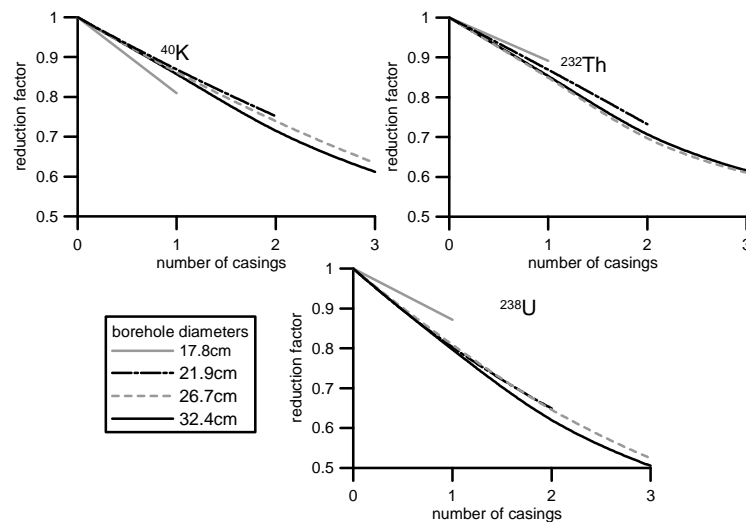 ⁴⁰K
reduction factor
1
0.9
0.8
0.7
0.6
0.5
0 1 2 3
number of casings
²³²Th
reduction factor
1
0.9
0.8
0.7
0.6
0.5
0 1 2 3
number of casings
²³⁸U
reduction factor
1
0.9
0.8
0.7
0.6
0.5
0 1 2 3
number of casings
borehole diameters
17.8cm
21.9cm
26.7cm
32.4cm